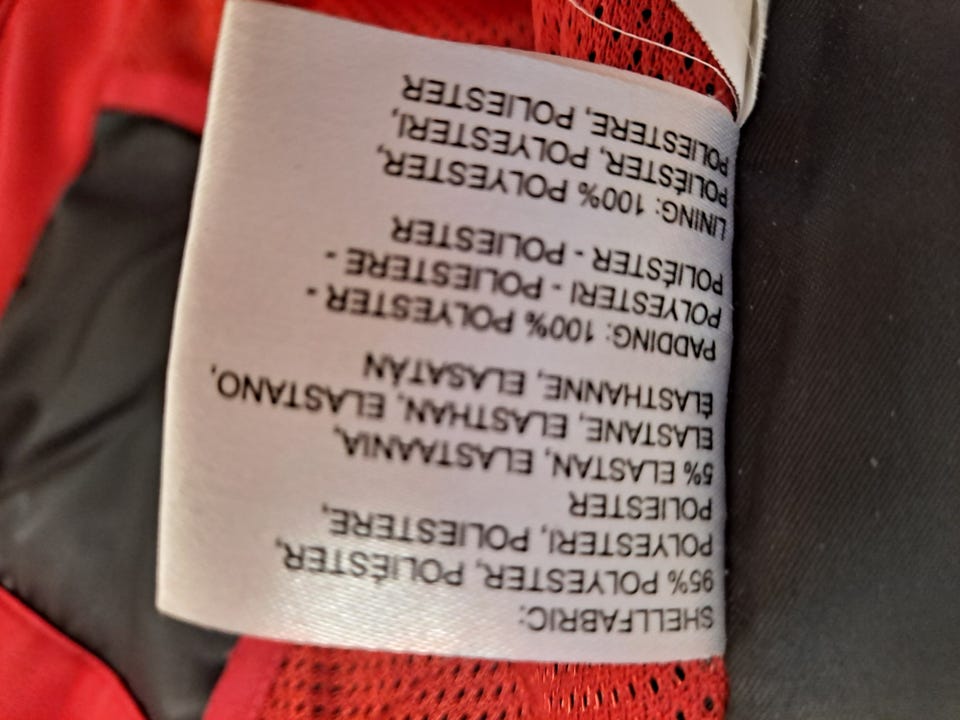 SHELLFABRIC:
95% POLYESTER, POLIÉSTER,
POLYESTERI, POLIESTERE,
POLIESTER
5% ELASTAN, ELASTAANIA,
ELASTANE, ELASTHAN, ELASTANO,
ÉLASTHANNE, ELASATÁN
PADDING: 100% POLYESTER -
POLYESTERI - POLIESTERE -
POLIÉSTER - POLIESTER
LINING: 100% POLYESTER,
POLIÉSTER, POLYESTERI,
POLIESTERE, POLIESTER